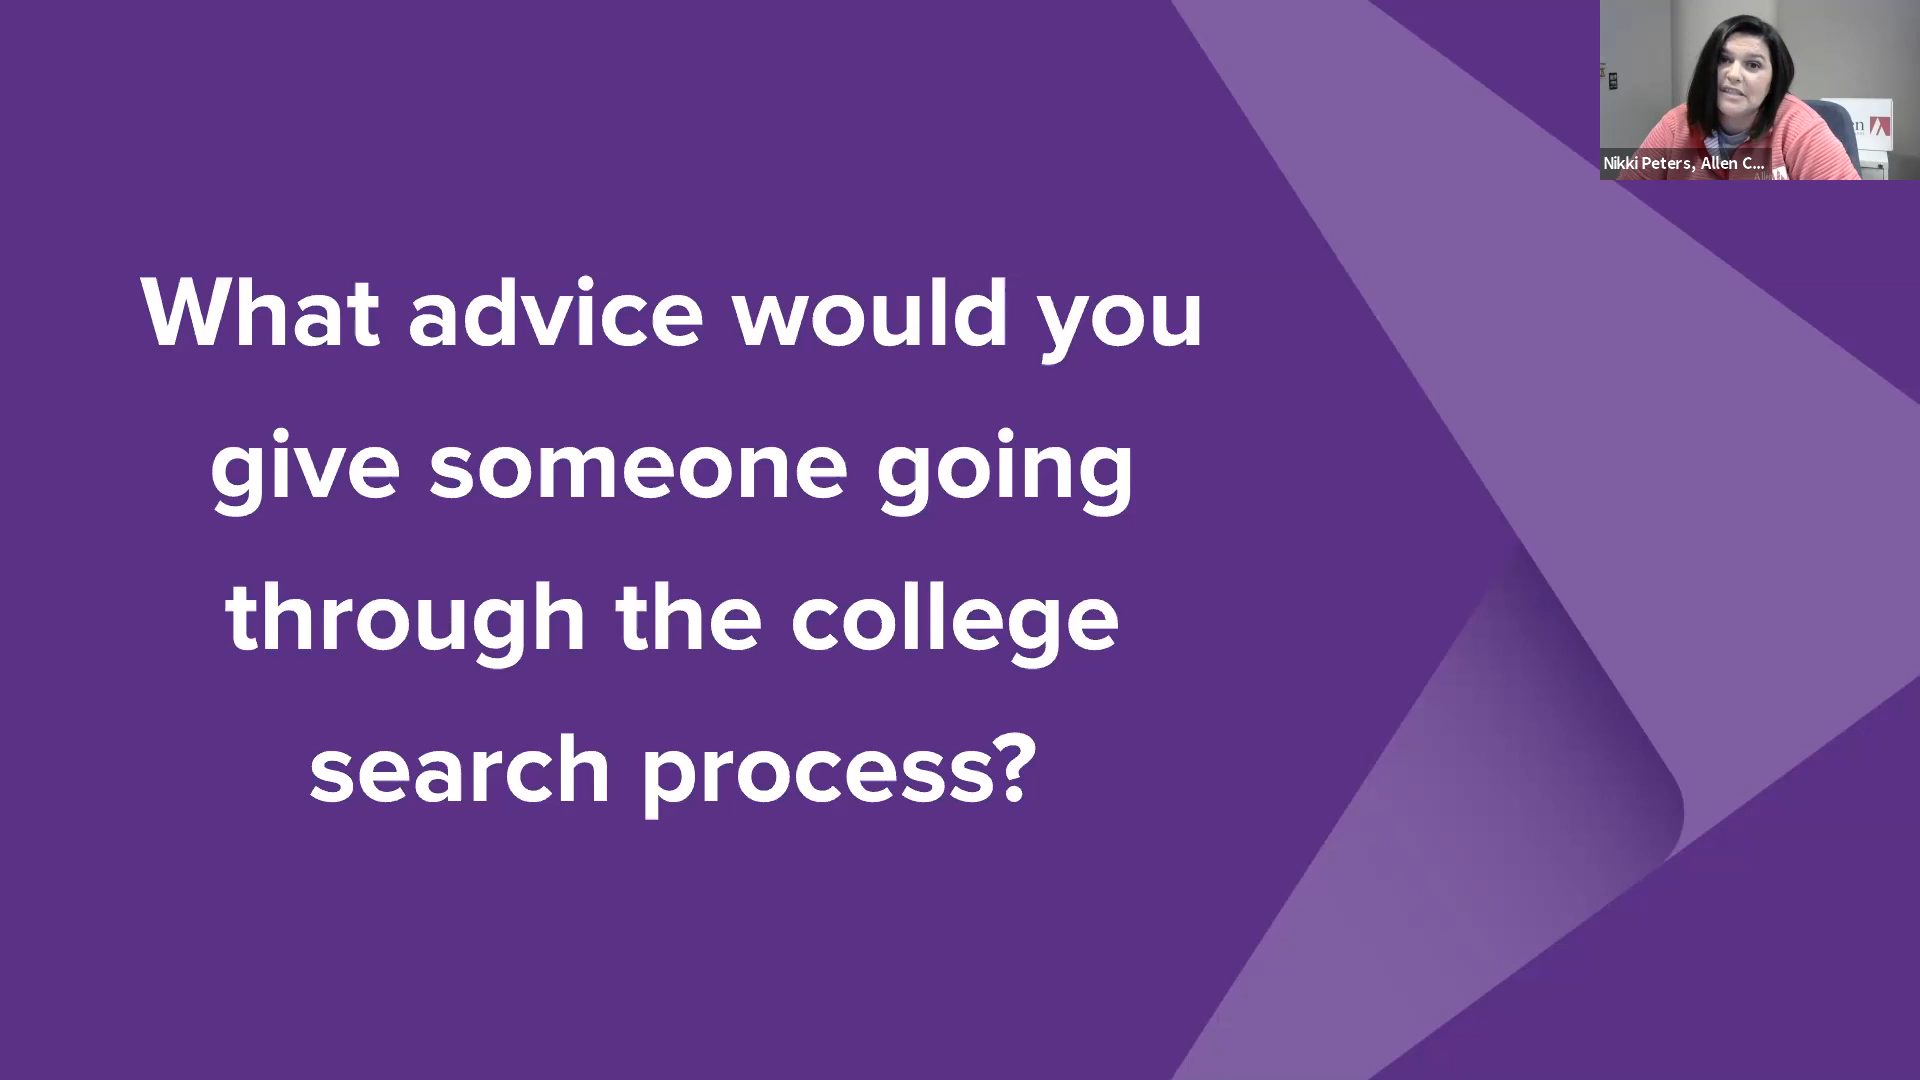 What advice would you
give someone going
through the college
search process?
Nikki Peters, Allen C...